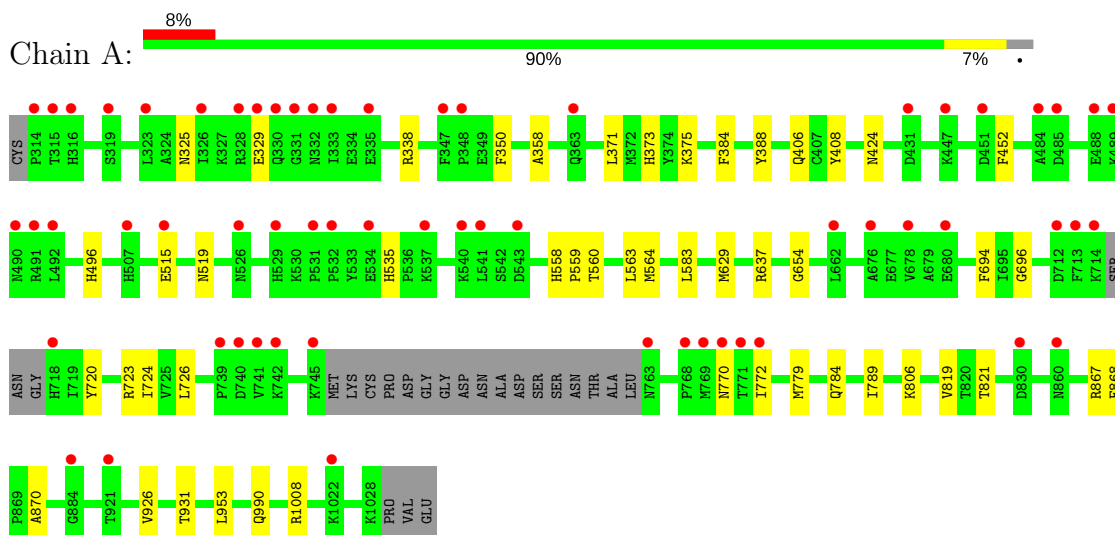 8%
Chain A:
90% 7% •
CYS P314 T315 H316 S319 L323 A324 N325 I326 K327 R328 E329 Q330 G331 N332 I333 E334 E335 R338 F347 P348 E349 F350 A358 Q363 L371 M372 H373 Y374 K375 F384 Y388 Q406 C407 Y408 N424 D431 K447 D451 F452 A484 D485 E488 K489
N490 R491 L492 H496 H507 E515 N519 N526 H529 K530 P531 P532 Y533 E534 H535 P536 K537 K540 L541 S542 D543 H558 P559 T560 L563 M564 L583 M629 R637 G654 L662 A676 E677 V678 A679 E680 F694 I695 G696 D712 F713 K714 SER
ASN GLY H718 I719 Y720 R723 I724 V725 L726 P739 D740 V741 K742 K745 MET LYS CYS PRO ASP GLY GLY ASP ASN ALA ASP SER SER ASN THR ALA LEU N763 P768 M769 N770 T771 I772 M779 Q784 I789 K806 V819 T820 T821 D830 N860 R867 F868
P869 A870 G884 T921 V926 T931 L953 Q990 R1008 K1022 K1028 PRO VAL GLU